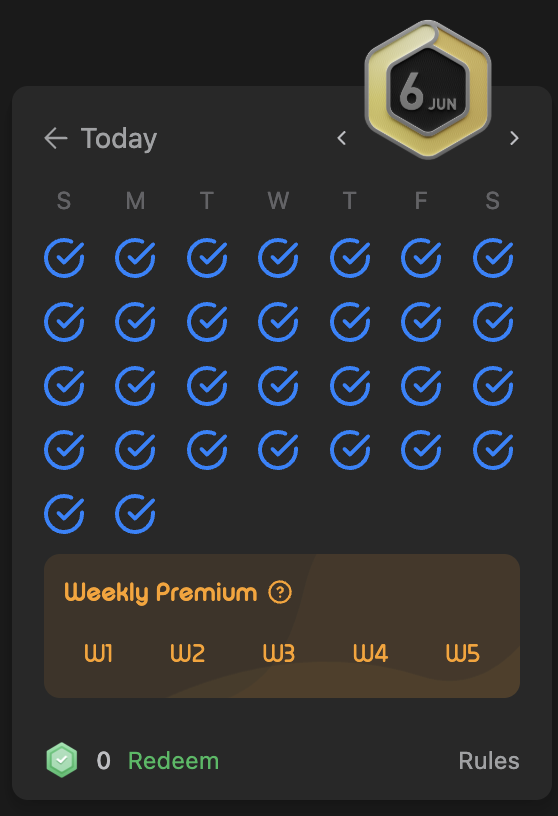 6 JUN
Today
S M T W T F S
Weekly Premium ?
W1 W2 W3 W4 W5
0 Redeem Rules